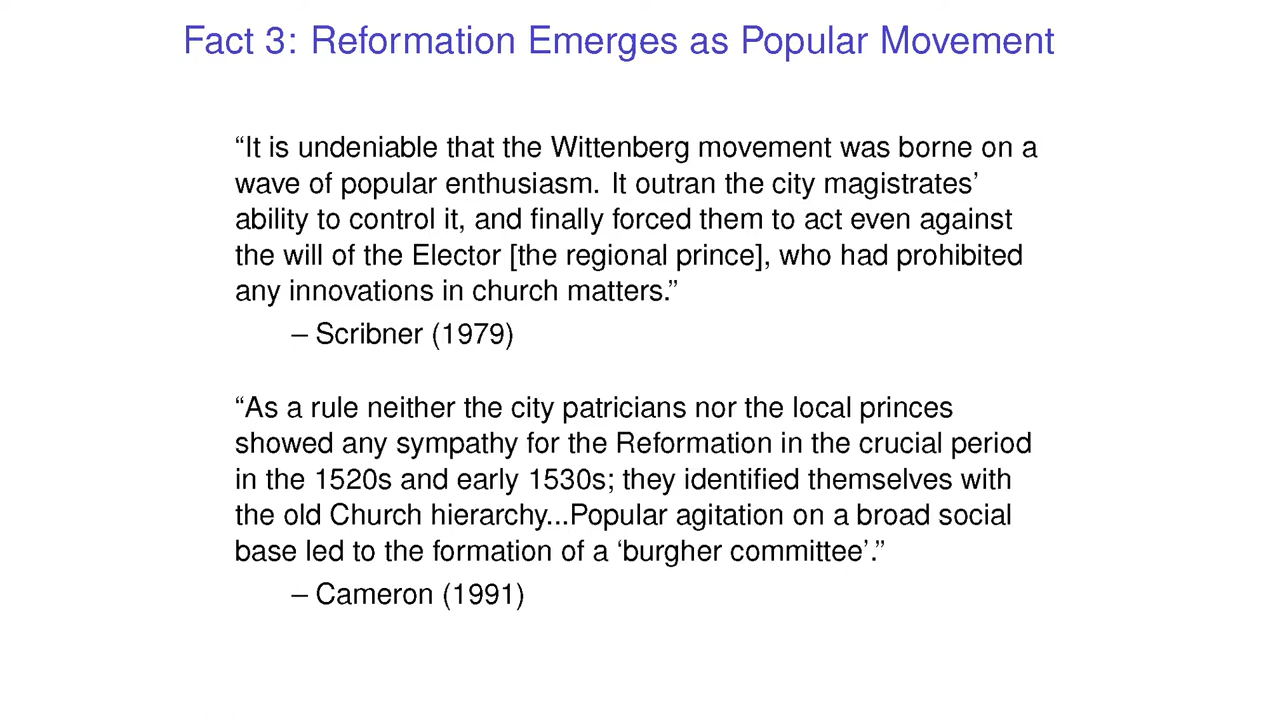 Fact 3: Reformation Emerges as Popular Movement
“It is undeniable that the Wittenberg movement was borne on a
wave of popular enthusiasm. It outran the city magistrates’
ability to control it, and finally forced them to act even against
the will of the Elector [the regional prince], who had prohibited
any innovations in church matters.”
– Scribner (1979)
“As a rule neither the city patricians nor the local princes
showed any sympathy for the Reformation in the crucial period
in the 1520s and early 1530s; they identified themselves with
the old Church hierarchy...Popular agitation on a broad social
base led to the formation of a ‘burgher committee’.”
– Cameron (1991)